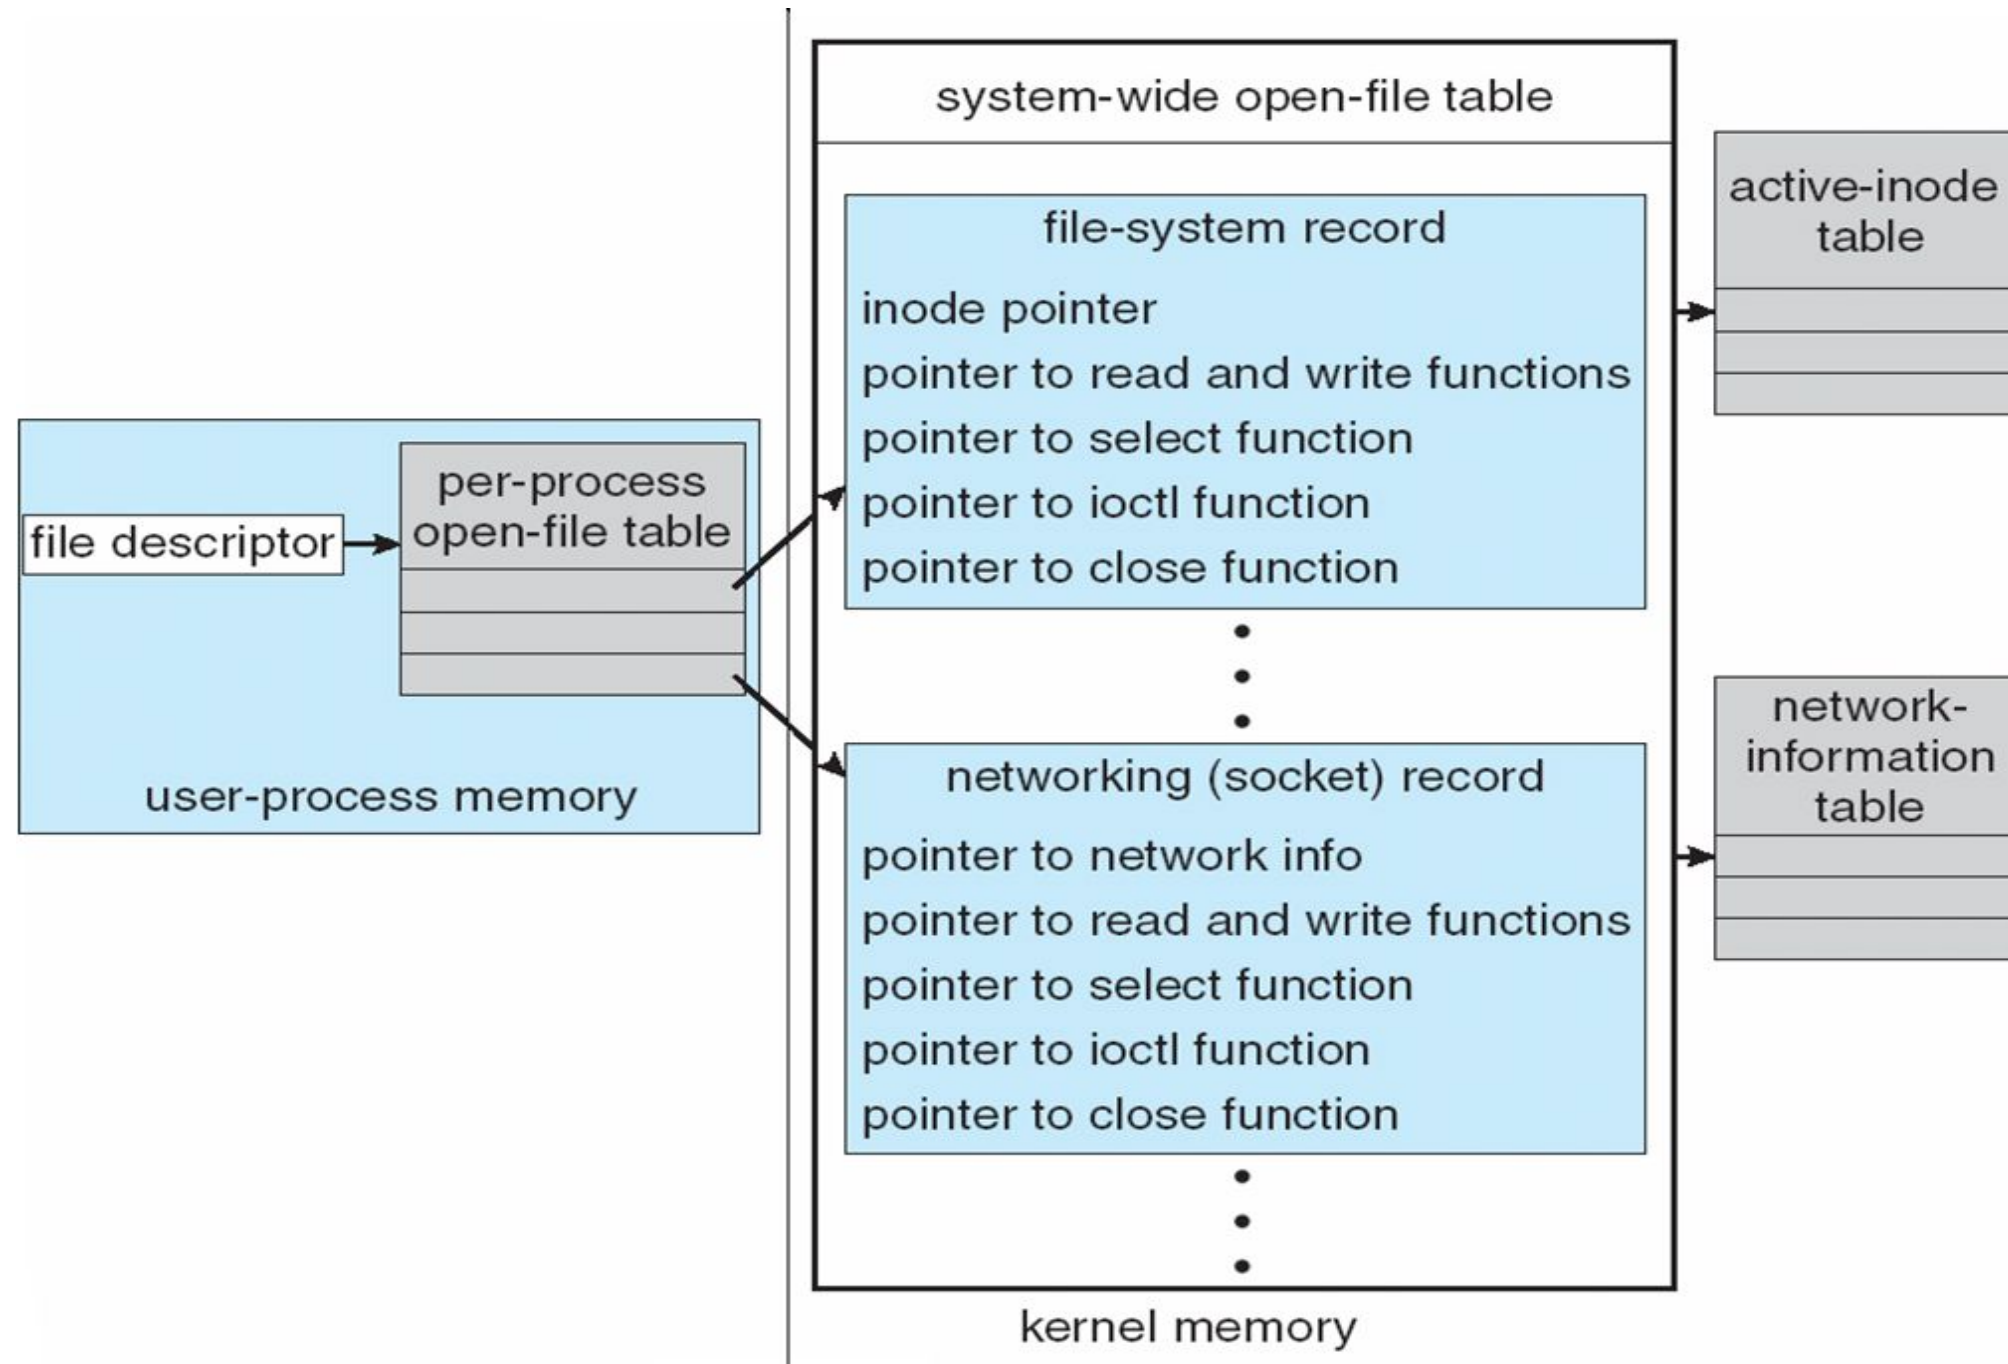 file descriptor
per-process
open-file table
user-process memory
system-wide open-file table
file-system record
inode pointer
pointer to read and write functions
pointer to select function
pointer to ioctl function
pointer to close function
networking (socket) record
pointer to network info
pointer to read and write functions
pointer to select function
pointer to ioctl function
pointer to close function
kernel memory
active-inode
table
network-
information
table